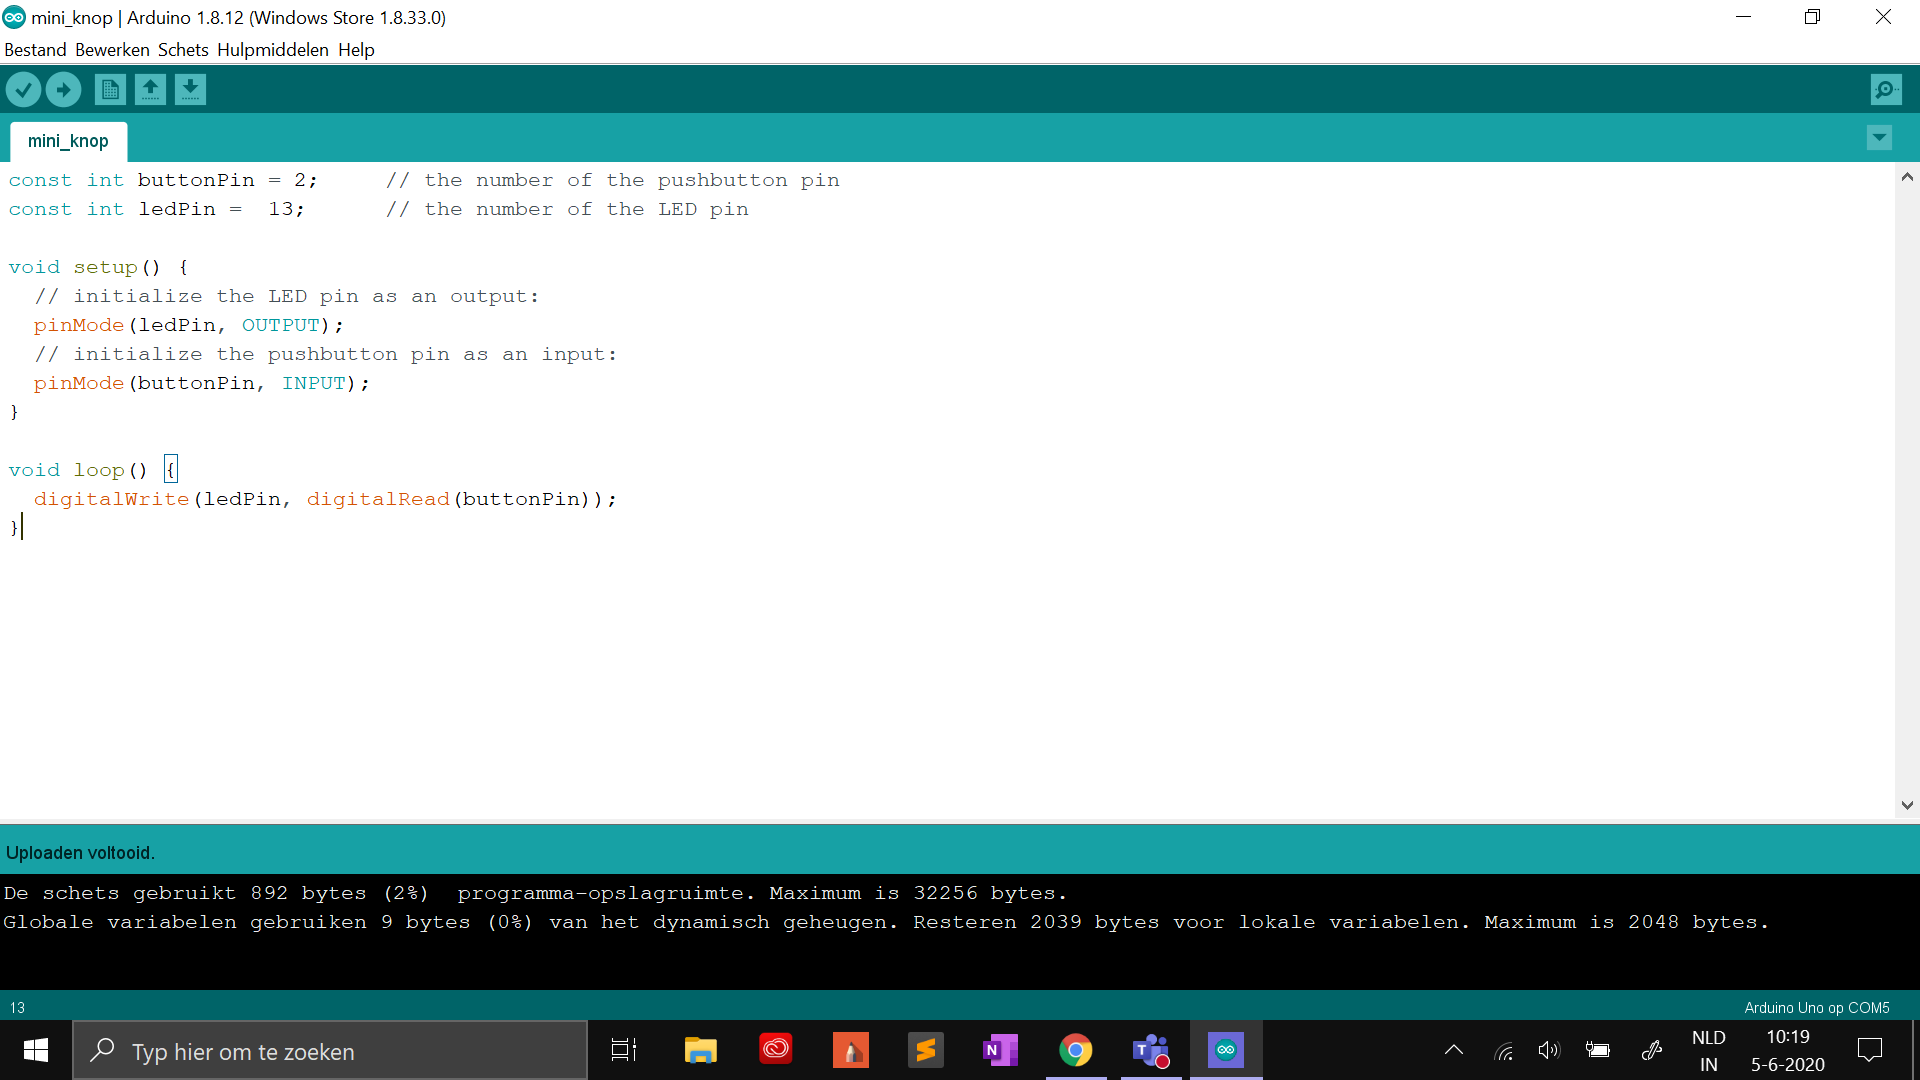 mini_knop | Arduino 1.8.12 (Windows Store 1.8.33.0)
Bestand Bewerken Schets Hulpmiddelen Help
mini_knop
const int buttonPin = 2;     // the number of the pushbutton pin
const int ledPin =  13;      // the number of the LED pin
void setup() {
  // initialize the LED pin as an output:
  pinMode(ledPin, OUTPUT);
  // initialize the pushbutton pin as an input:
  pinMode(buttonPin, INPUT);
}
void loop() {
  digitalWrite(ledPin, digitalRead(buttonPin));
}
Uploaden voltooid.
De schets gebruikt 892 bytes (2%)  programma-opslagruimte. Maximum is 32256 bytes.
Globale variabelen gebruiken 9 bytes (0%) van het dynamisch geheugen. Resteren 2039 bytes voor lokale variabelen. Maximum is 2048 bytes.
13
Arduino Uno op COM5
Typ hier om te zoeken
NLD
IN
10:19
5-6-2020